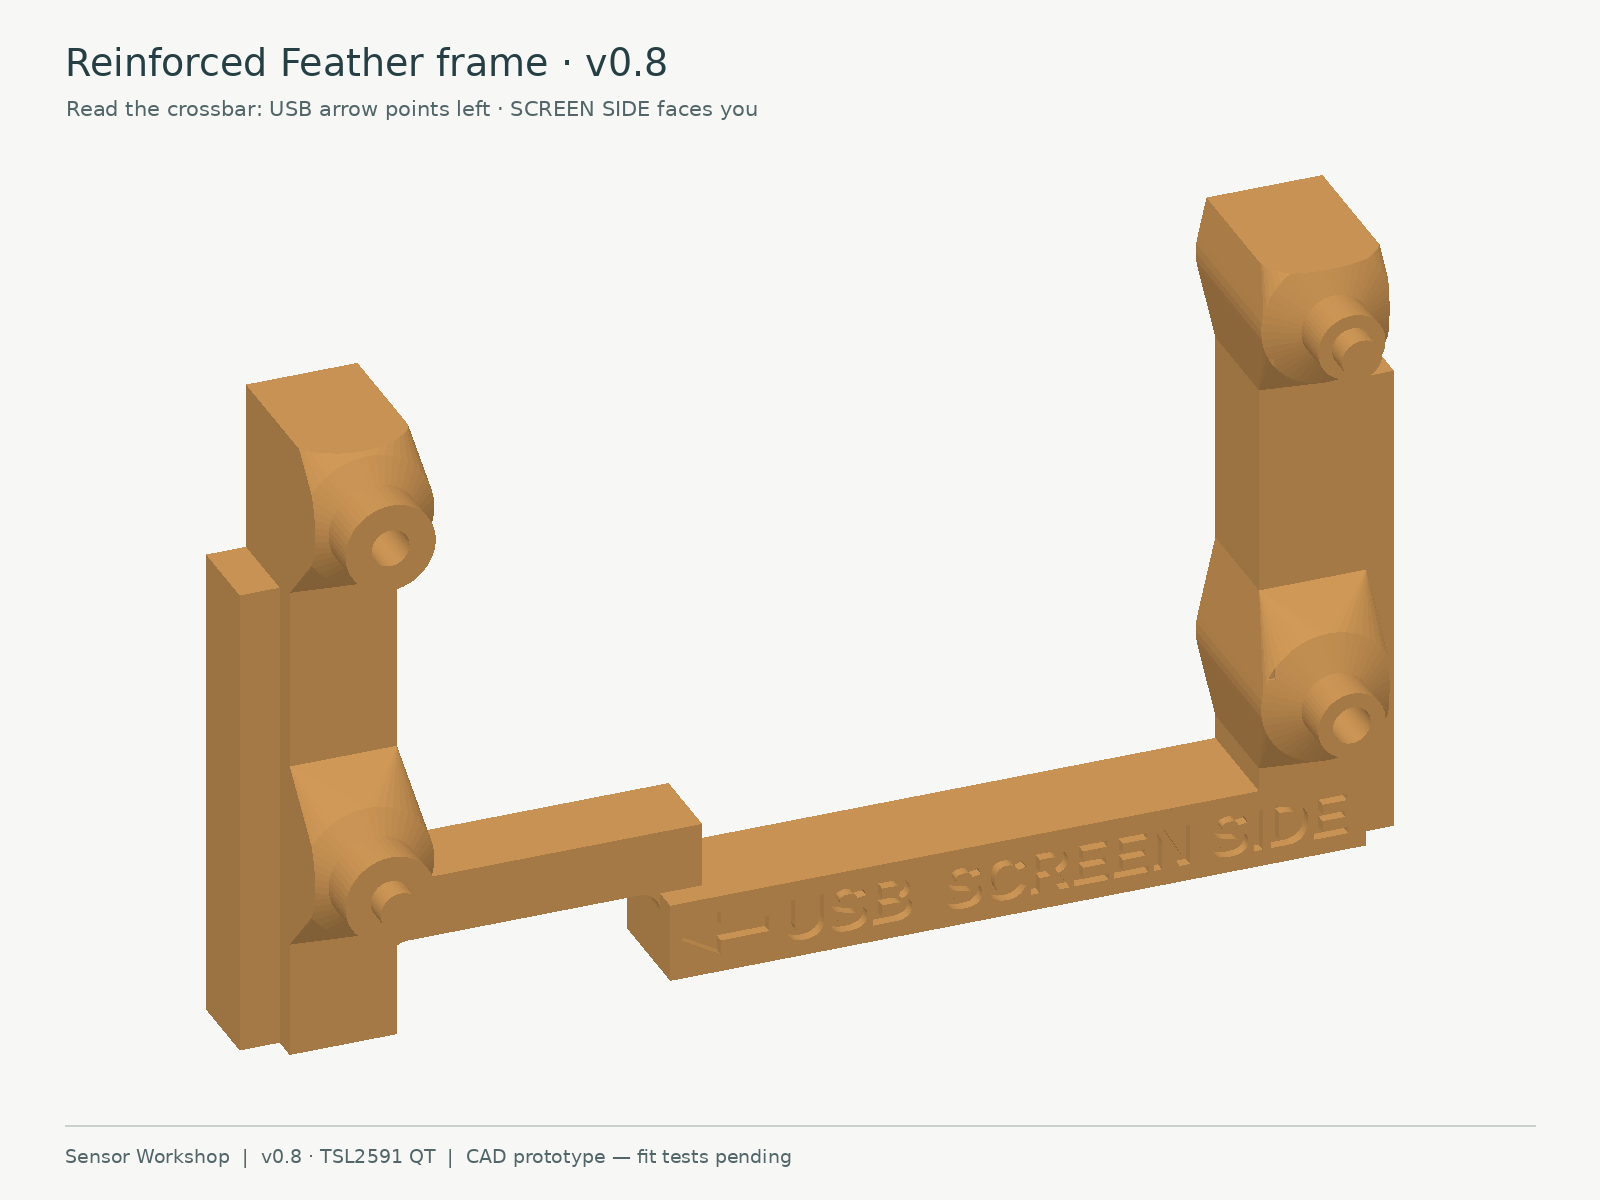 Reinforced Feather frame · v0.8
Read the crossbar: USB arrow points left · SCREEN SIDE faces you
USB SCREEN SIDE
Sensor Workshop | v0.8 · TSL2591 QT | CAD prototype — fit tests pending